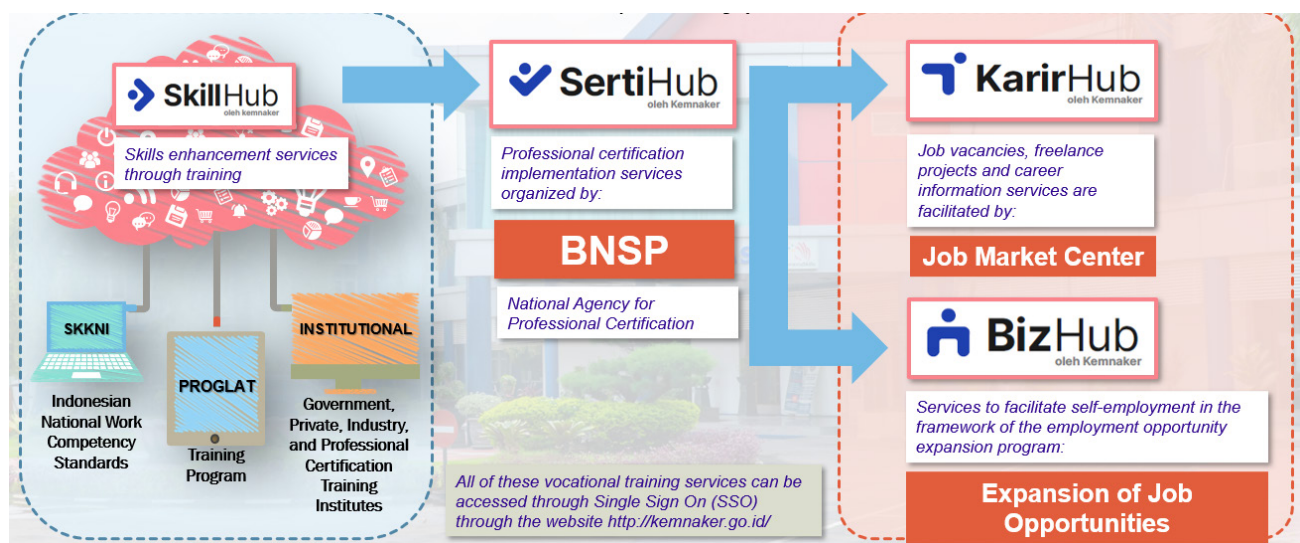 SkillHub
oleh kemnaker
Skills enhancement services
through training
SKKNI
Indonesian
National Work
Competency
Standards
PROGLAT
Training
Program
INSTITUTIONAL
Government,
Private, Industry,
and Professional
Certification
Training
Institutes
SertiHub
oleh Kemnaker
Professional certification
implementation services
organized by:
BNSP
National Agency for
Professional Certification
All of these vocational training services can be
accessed through Single Sign On (SSO)
through the website http://kemnaker.go.id/
KarirHub
oleh Kemnaker
Job vacancies, freelance
projects and career
information services are
facilitated by:
Job Market Center
BizHub
oleh Kemnaker
Services to facilitate self-employment in the
framework of the employment opportunity
expansion program:
Expansion of Job
Opportunities